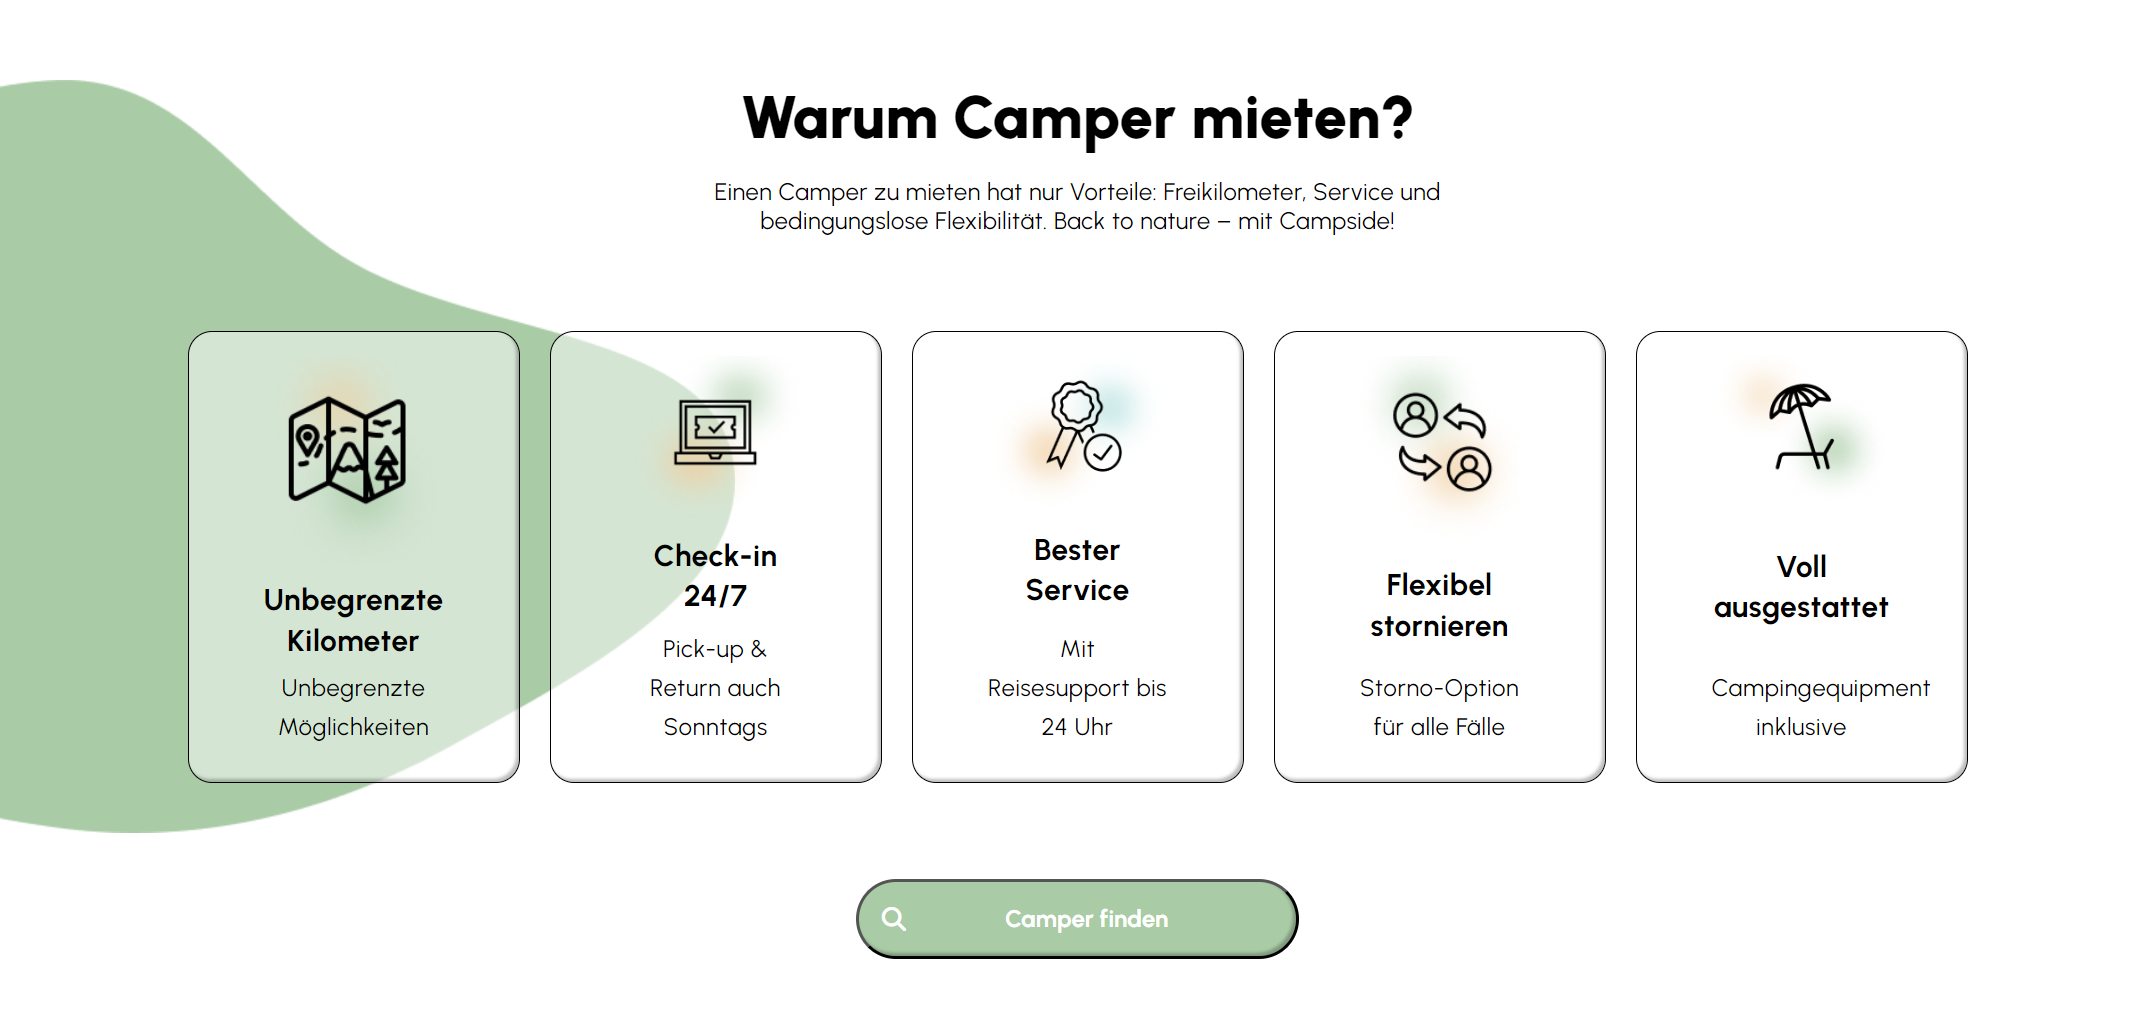 Warum Camper mieten?
Einen Camper zu mieten hat nur Vorteile: Freikilometer, Service und
bedingungslose Flexibilität. Back to nature – mit Campside!
Unbegrenzte
Kilometer
Unbegrenzte
Möglichkeiten
Check-in
24/7
Pick-up &
Return auch
Sonntags
Bester
Service
Mit
Reisesupport bis
24 Uhr
Flexibel
stornieren
Storno-Option
für alle Fälle
Voll
ausgestattet
Campingequipment
inklusive
Camper finden